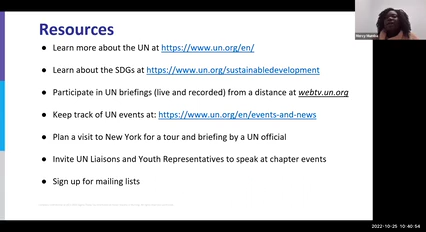 Resources
● Learn more about the UN at https://www.un.org/en/
● Learn about the SDGs at https://www.un.org/sustainabledevelopment
● Participate in UN briefings (live and recorded) from a distance at webtv.un.org
● Keep track of UN events at: https://www.un.org/en/events-and-news
● Plan a visit to New York for a tour and briefing by a UN official
● Invite UN Liaisons and Youth Representatives to speak at chapter events
● Sign up for mailing lists
2022-10-25 10:40:54